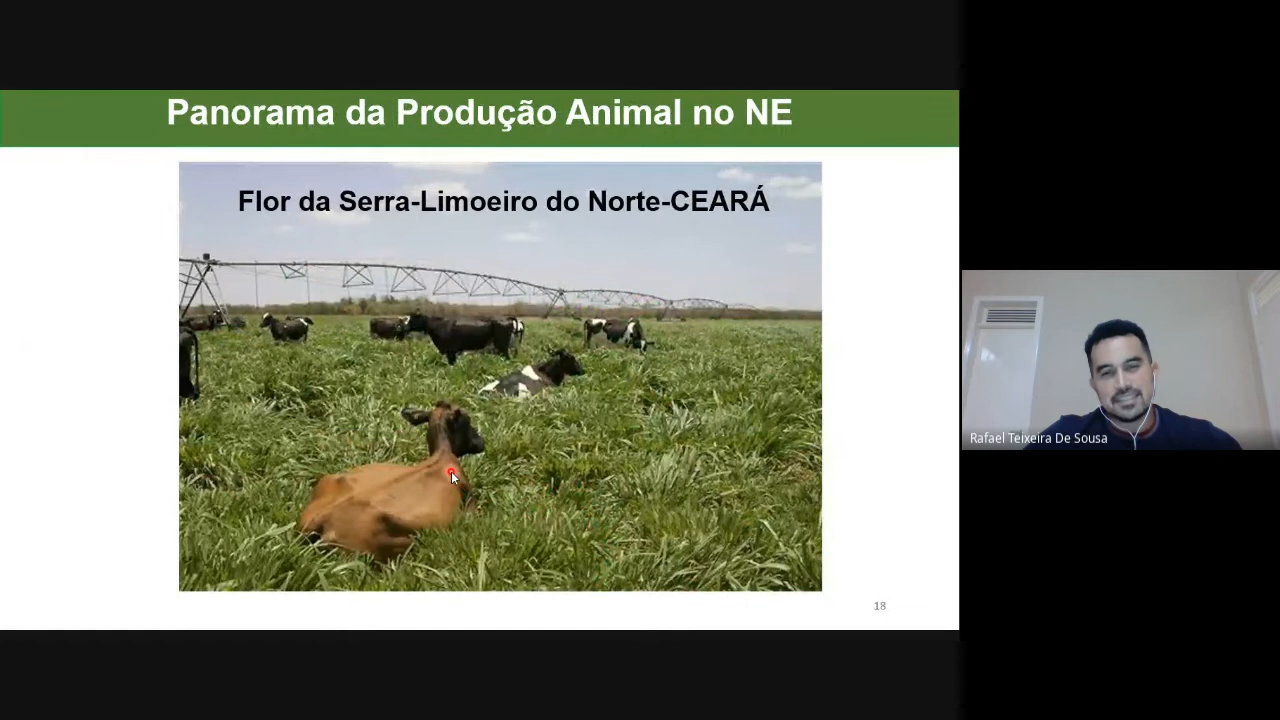 Panorama da Produção Animal no NE
Flor da Serra-Limoeiro do Norte-CEARÁ
Rafael Teixeira De Sousa
18